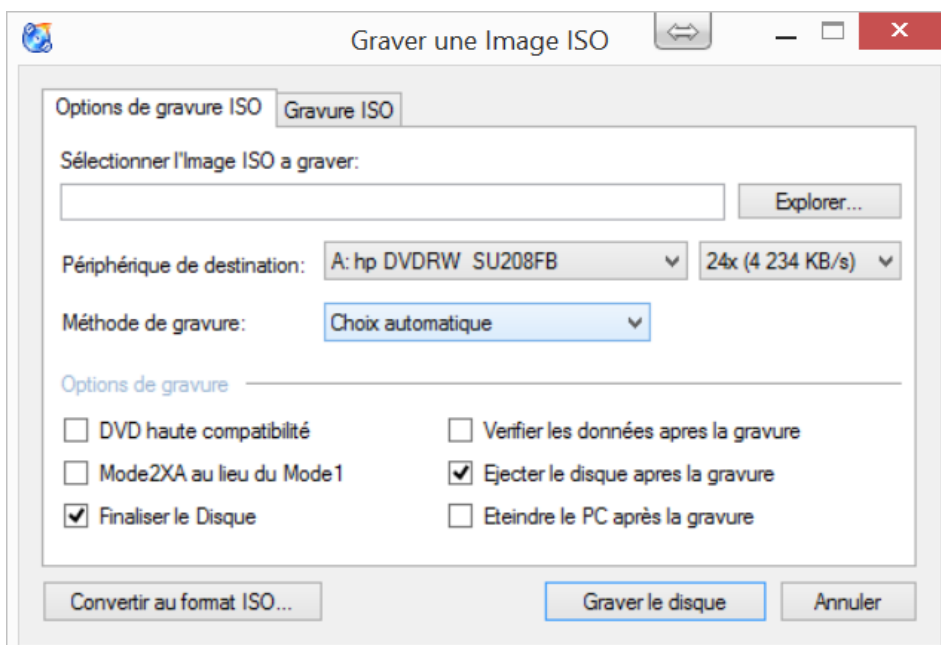 Graver une Image ISO
Options de gravure ISO
Gravure ISO
Sélectionner l'Image ISO a graver:
Explorer...
Périphérique de destination: A: hp DVDRW SU208FB 24x (4 234 KB/s)
Méthode de gravure: Choix automatique
Options de gravure
DVD haute compatibilité
Verifier les données apres la gravure
Mode2XA au lieu du Mode1
Ejecter le disque apres la gravure
Finaliser le Disque
Eteindre le PC après la gravure
Convertir au format ISO...
Graver le disque
Annuler